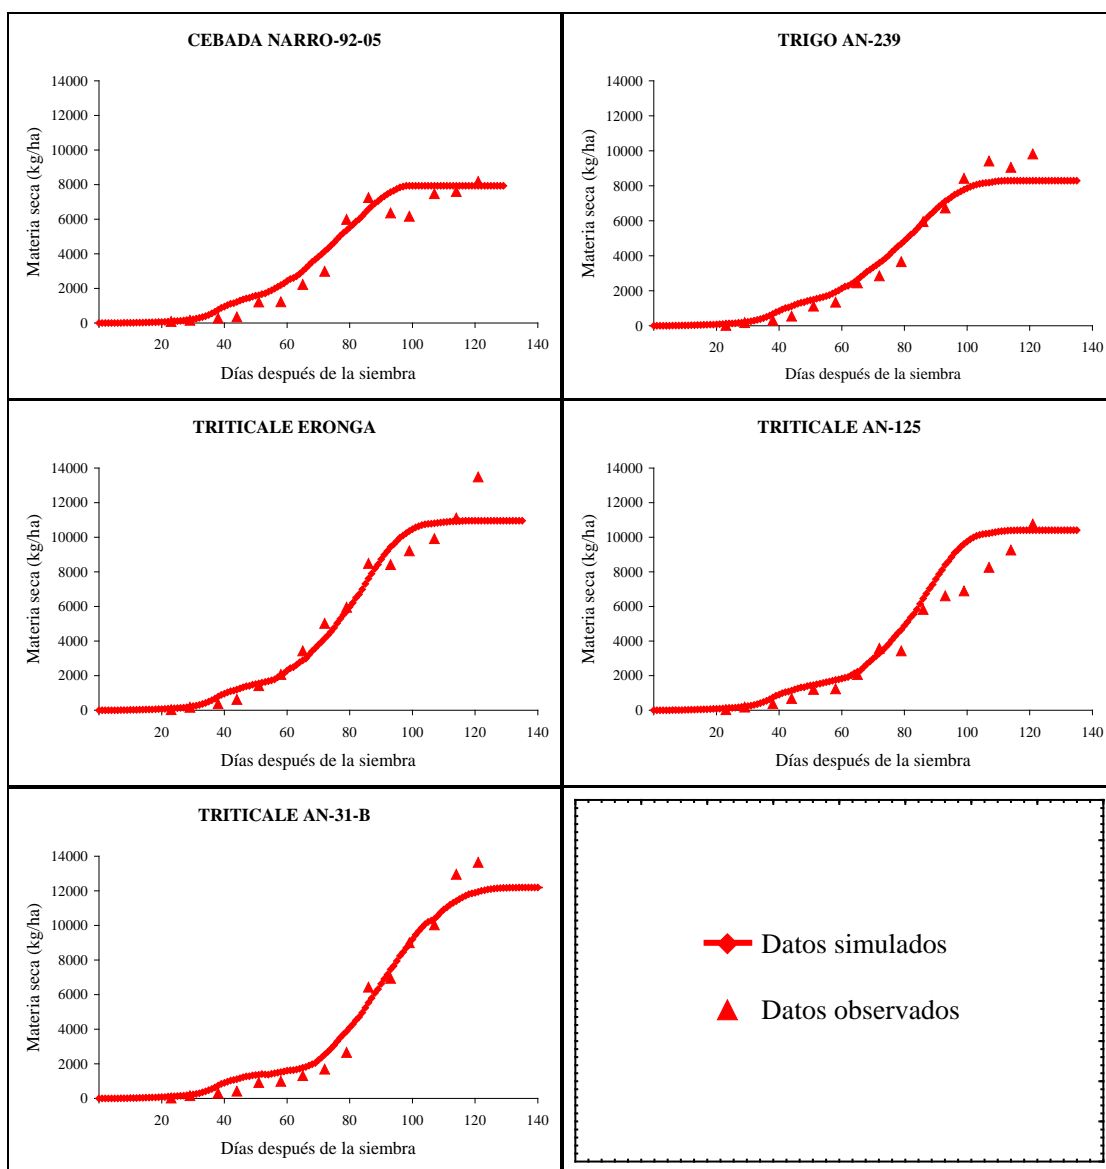 CEBADA NARRO-92-05
Materia seca (kg/ha)
14000
12000
10000
8000
6000
4000
2000
0
20 40 60 80 100 120 140
Días después de la siembra
TRIGO AN-239
Materia seca (kg/ha)
14000
12000
10000
8000
6000
4000
2000
0
20 40 60 80 100 120 140
Días después de la siembra
TRITICALE ERONGA
Materia seca (kg/ha)
14000
12000
10000
8000
6000
4000
2000
0
20 40 60 80 100 120 140
Días después de la siembra
TRITICALE AN-125
Materia seca (kg/ha)
14000
12000
10000
8000
6000
4000
2000
0
20 40 60 80 100 120 140
Días después de la siembra
TRITICALE AN-31-B
Materia seca (kg/ha)
14000
12000
10000
8000
6000
4000
2000
0
20 40 60 80 100 120 140
Días después de la siembra
Datos simulados
Datos observados